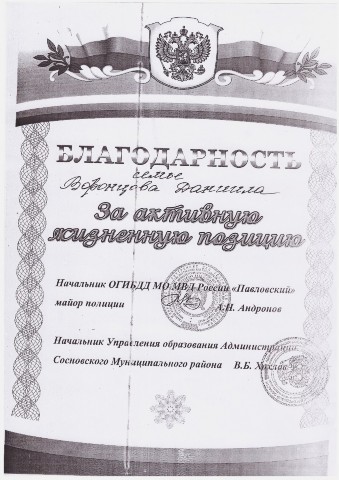 БЛАГОДАРНОСТЬ
семье
Воронцова Даниила
За активную
жизненную позицию
Начальник ОГИБДД МО МВД России «Павловский»
майор полиции А.Н. Андронов
Начальник Управления образования Администрации
Сосновского Муниципального района В.Б. Хохлов